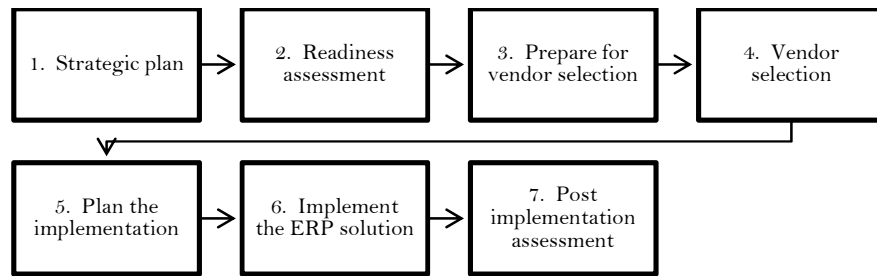 1. Strategic plan
2. Readiness
assessment
3. Prepare for
vendor selection
4. Vendor
selection
5. Plan the
implementation
6. Implement
the ERP solution
7. Post
implementation
assessment